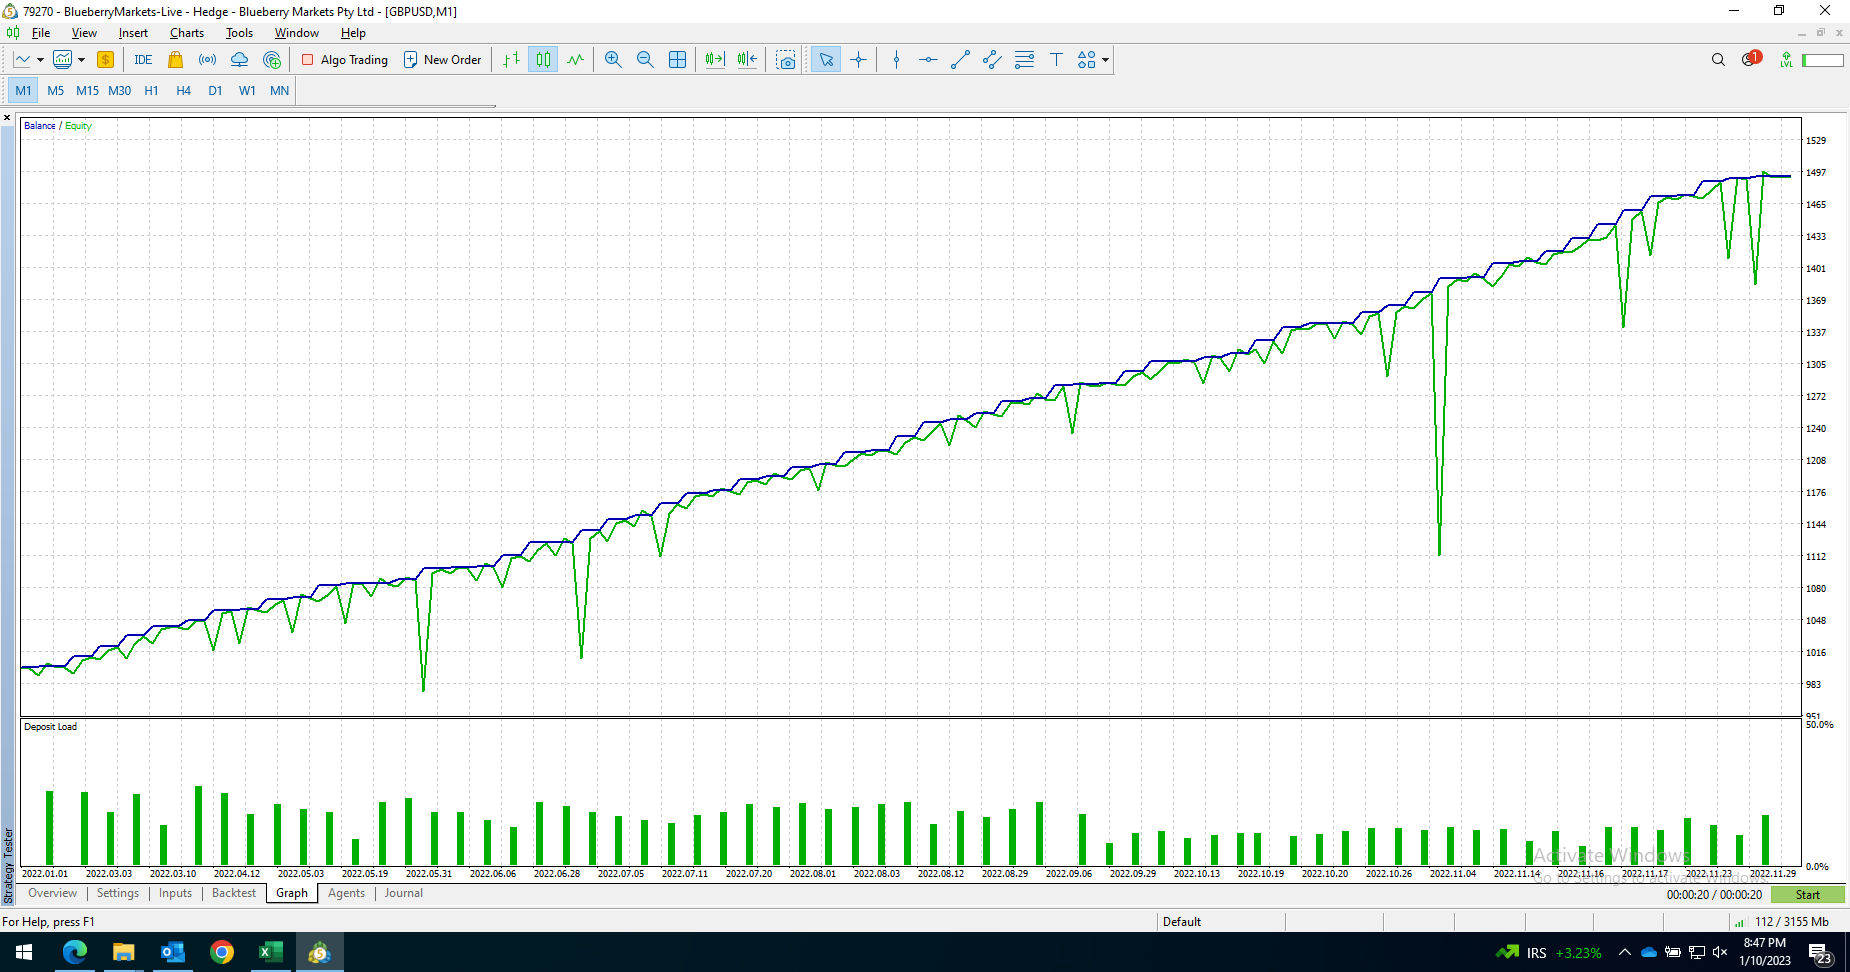 79270 - BlueberryMarkets-Live - Hedge - Blueberry Markets Pty Ltd - [GBPUSD,M1]
File View Insert Charts Tools Window Help
IDE Algo Trading New Order 1 LVL
M1 M5 M15 M30 H1 H4 D1 W1 MN
Balance / Equity
1529
1497
1465
1433
1401
1369
1337
1305
1272
1240
1208
1176
1144
1112
1080
1048
1016
983
951
Deposit Load
50.0%
0.0%
2022.01.01 2022.03.03 2022.03.10 2022.04.12 2022.05.03 2022.05.19 2022.05.31 2022.06.06 2022.06.28 2022.07.05 2022.07.11 2022.07.20 2022.08.01 2022.08.03 2022.08.12 2022.08.29 2022.09.06 2022.09.29 2022.10.13 2022.10.19 2022.10.20 2022.10.26 2022.11.04 2022.11.14 2022.11.16 2022.11.17 2022.11.23 2022.11.29
Activate Windows
Go to Settings to activate Windows.
Strategy Tester
Overview Settings Inputs Backtest Graph Agents Journal
00:00:20 / 00:00:20 Start
For Help, press F1 Default 112 / 3155 Mb
IRS +3.23%
8:47 PM
1/10/2023
23